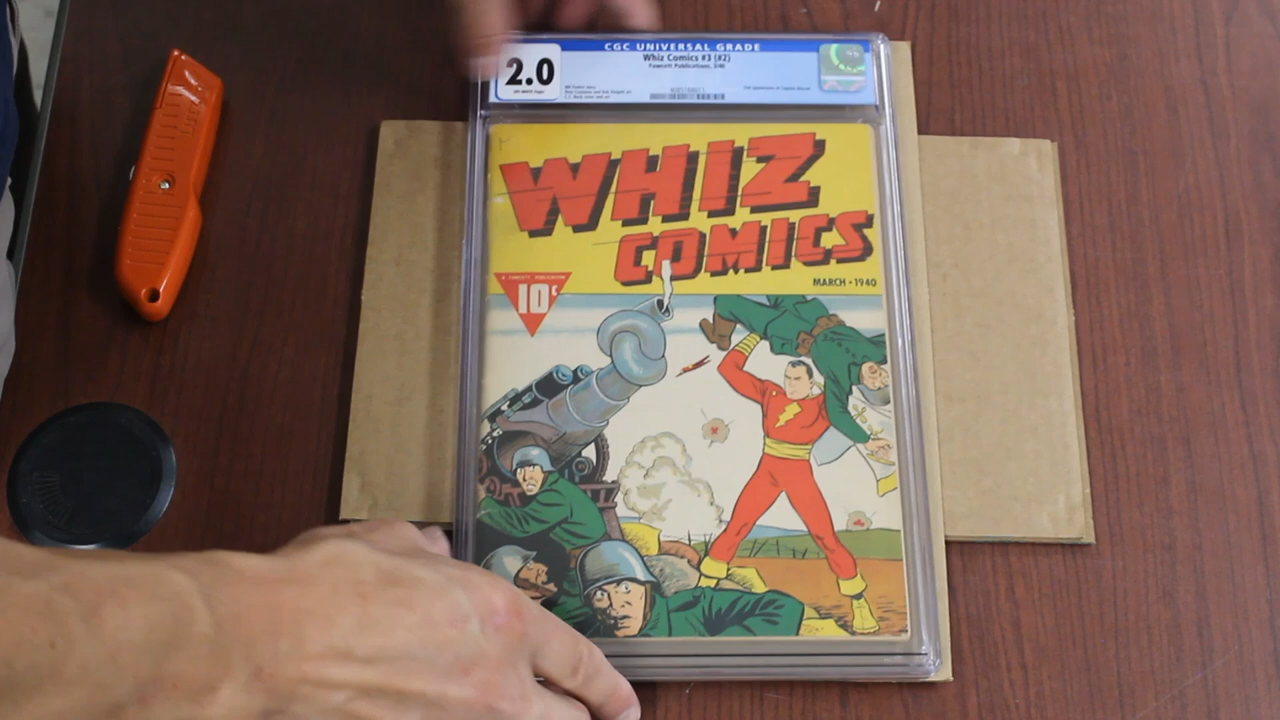 CGC UNIVERSAL GRADE
2.0
Whiz Comics #3 (#2)
Fawcett Publications, 3/40
WHIZ
COMICS
A FAWCETT PUBLICATION
10¢
MARCH • 1940